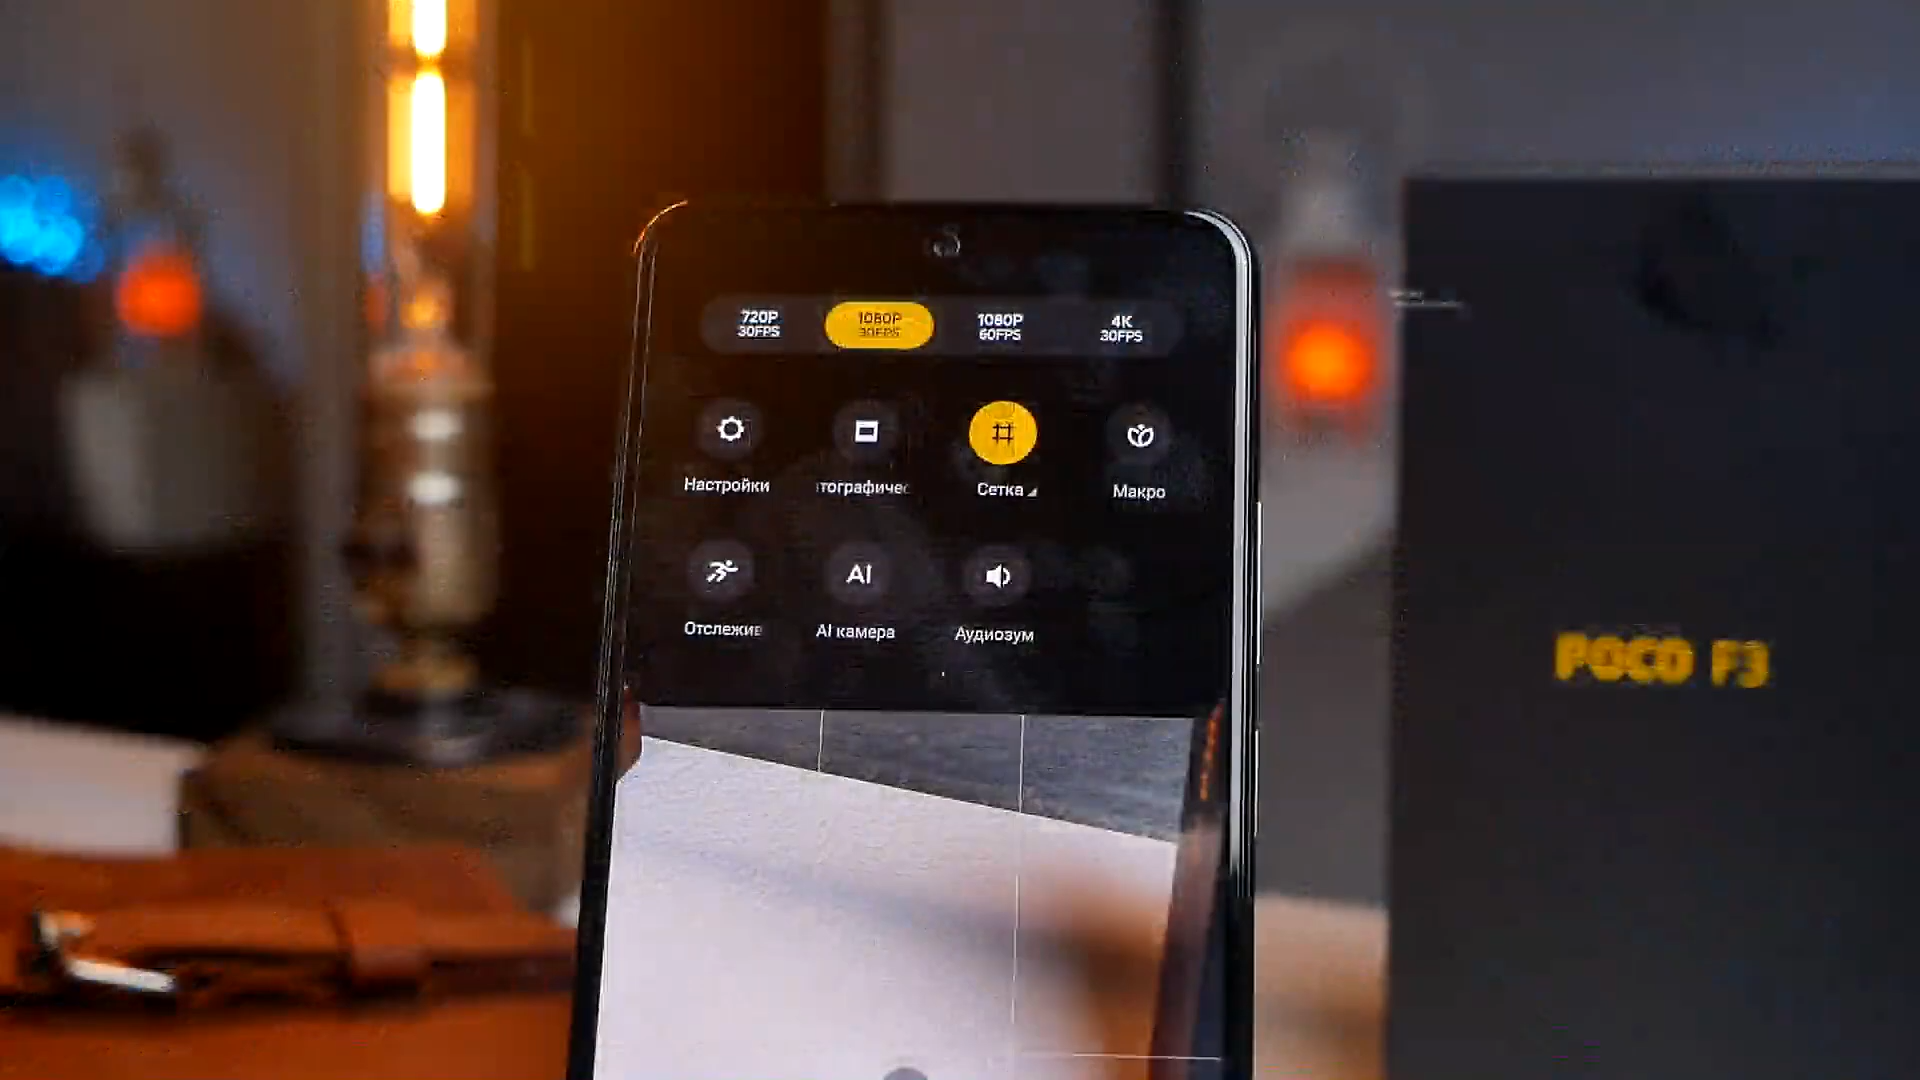 720P
30FPS
1080P
30FPS
1080P
60FPS
4K
30FPS
Настройки
тографичес
Сетка
Макро
Отслежив
AI
AI камера
Аудиозум
POCO F3